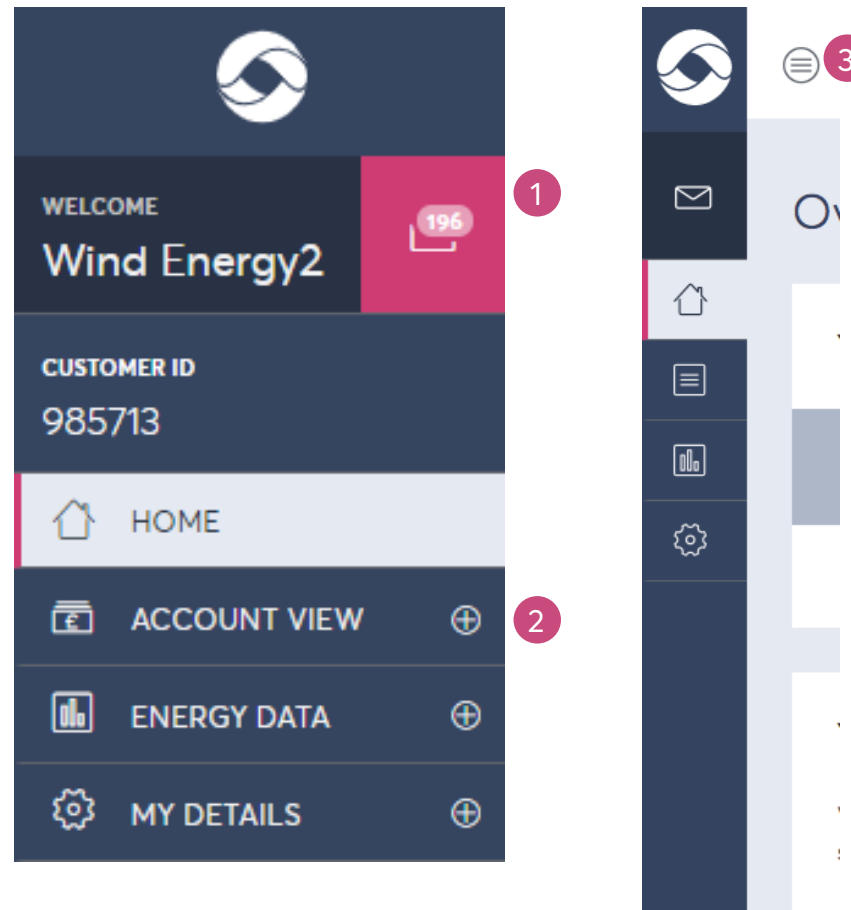 WELCOME
Wind Energy2
196
1
CUSTOMER ID
985713
HOME
ACCOUNT VIEW
2
ENERGY DATA
MY DETAILS
3